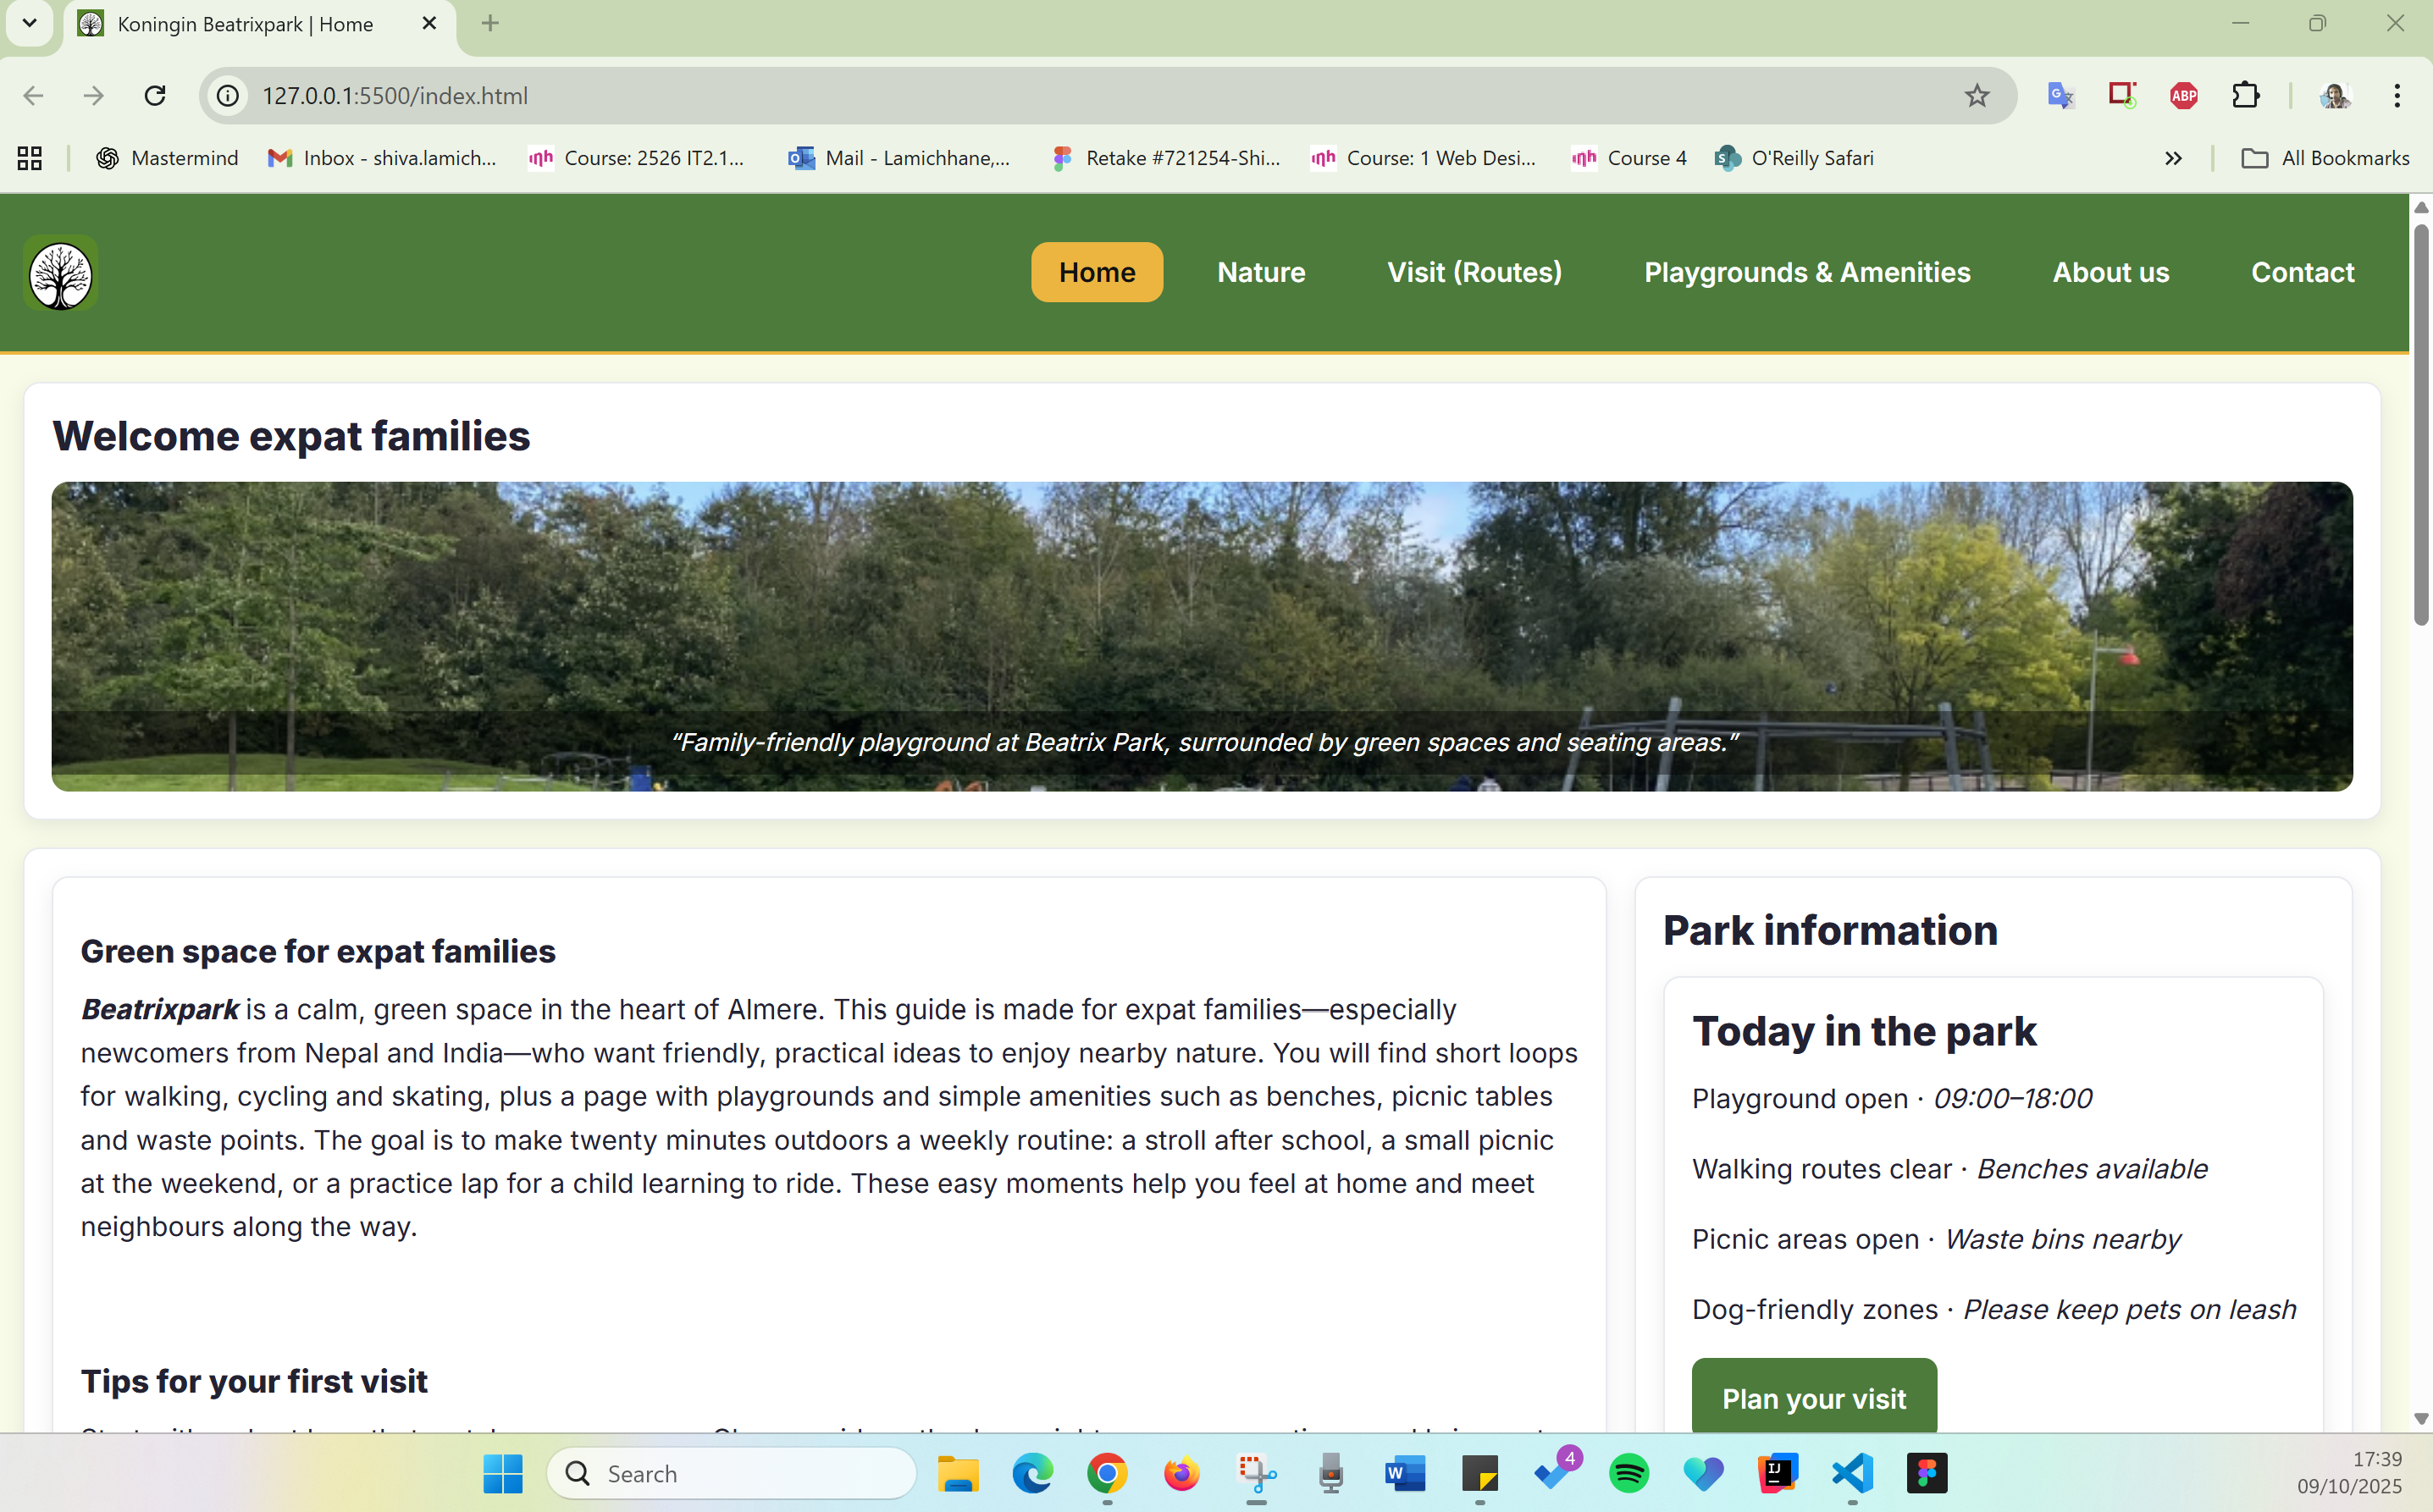 Koningin Beatrixpark | Home
127.0.0.1:5500/index.html
ABP
Mastermind
Inbox - shiva.lamich...
Course: 2526 IT2.1...
Mail - Lamichhane,...
Retake #721254-Shi...
Course: 1 Web Desi...
Course 4
O'Reilly Safari
All Bookmarks
Home
Nature
Visit (Routes)
Playgrounds & Amenities
About us
Contact
Welcome expat families
“Family-friendly playground at Beatrix Park, surrounded by green spaces and seating areas.”
Green space for expat families
Beatrixpark is a calm, green space in the heart of Almere. This guide is made for expat families—especially
newcomers from Nepal and India—who want friendly, practical ideas to enjoy nearby nature. You will find short loops
for walking, cycling and skating, plus a page with playgrounds and simple amenities such as benches, picnic tables
and waste points. The goal is to make twenty minutes outdoors a weekly routine: a stroll after school, a small picnic
at the weekend, or a practice lap for a child learning to ride. These easy moments help you feel at home and meet
neighbours along the way.
Tips for your first visit
Park information
Today in the park
Playground open · 09:00–18:00
Walking routes clear · Benches available
Picnic areas open · Waste bins nearby
Dog-friendly zones · Please keep pets on leash
Plan your visit
Search
4
17:39
09/10/2025